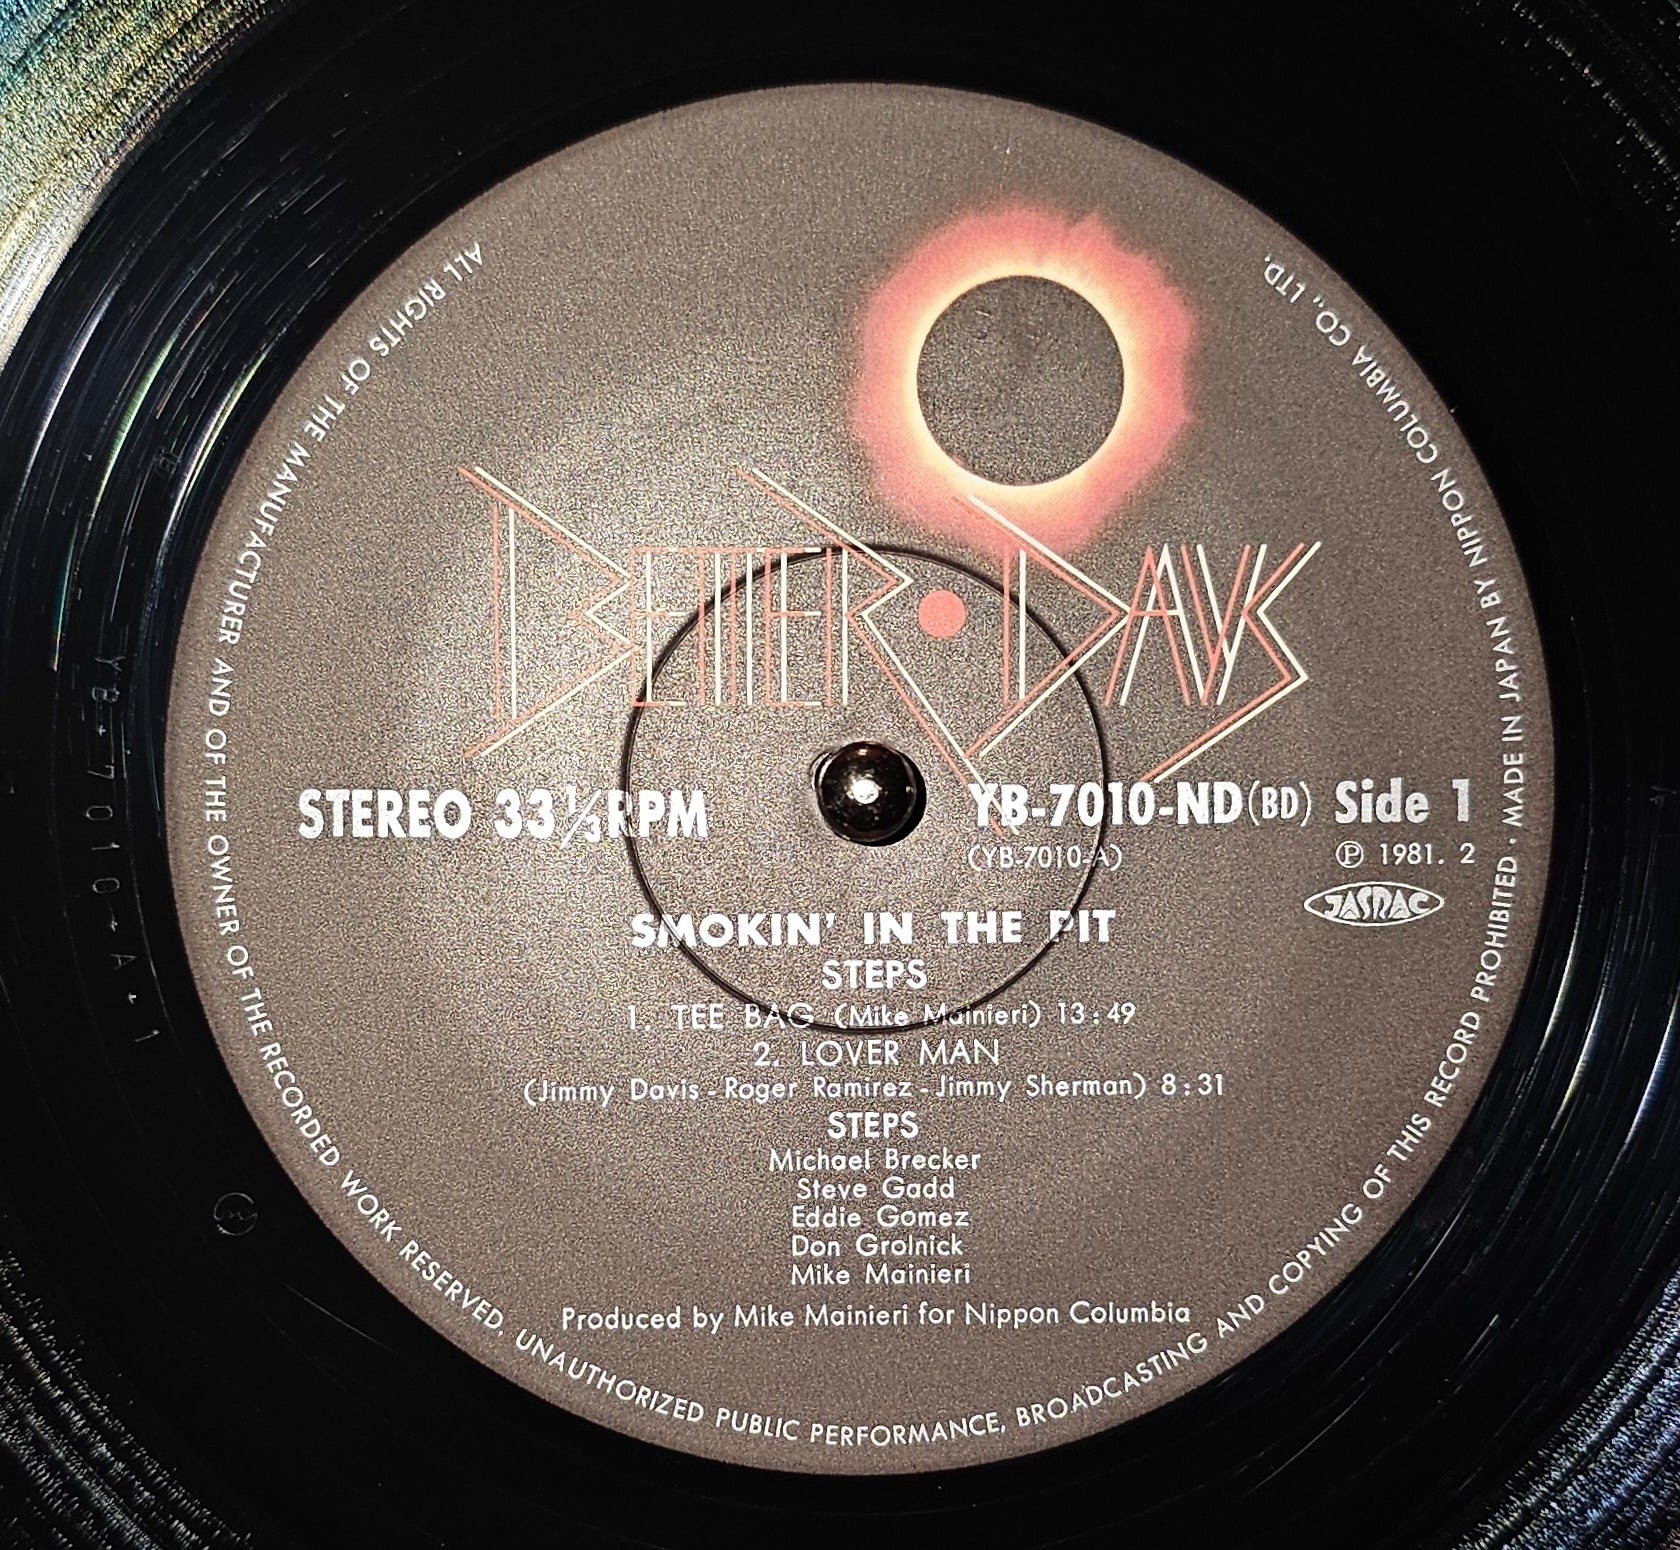 ALL RIGHTS OF THE MANUFACTURER AND OF THE OWNER OF THE RECORDED WORK RESERVED. UNAUTHORIZED PUBLIC PERFORMANCE, BROADCASTING AND COPYING OF THIS RECORD PROHIBITED · MADE IN JAPAN BY NIPPON COLUMBIA CO., LTD.
BETTER·DAYS
STEREO 33 1/3 RPM
YB-7010-ND(BD) Side 1
(YB-7010-A)
℗ 1981. 2
JASRAC
SMOKIN' IN THE PIT
STEPS
1. TEE BAG (Mike Mainieri) 13:49
2. LOVER MAN
(Jimmy Davis-Roger Ramirez-Jimmy Sherman) 8:31
STEPS
Michael Brecker
Steve Gadd
Eddie Gomez
Don Grolnick
Mike Mainieri
Produced by Mike Mainieri for Nippon Columbia
YB-7010-A-1